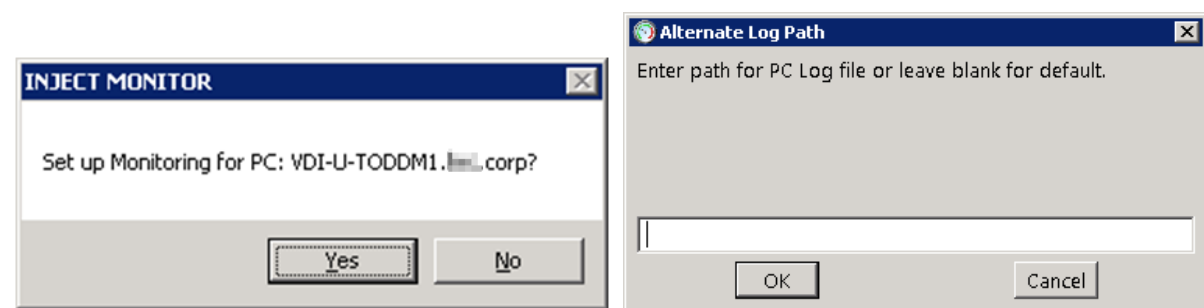 INJECT MONITOR
Set up Monitoring for PC: VDI-U-TODDM1. .corp?
Yes
No
Alternate Log Path
Enter path for PC Log file or leave blank for default.
OK
Cancel